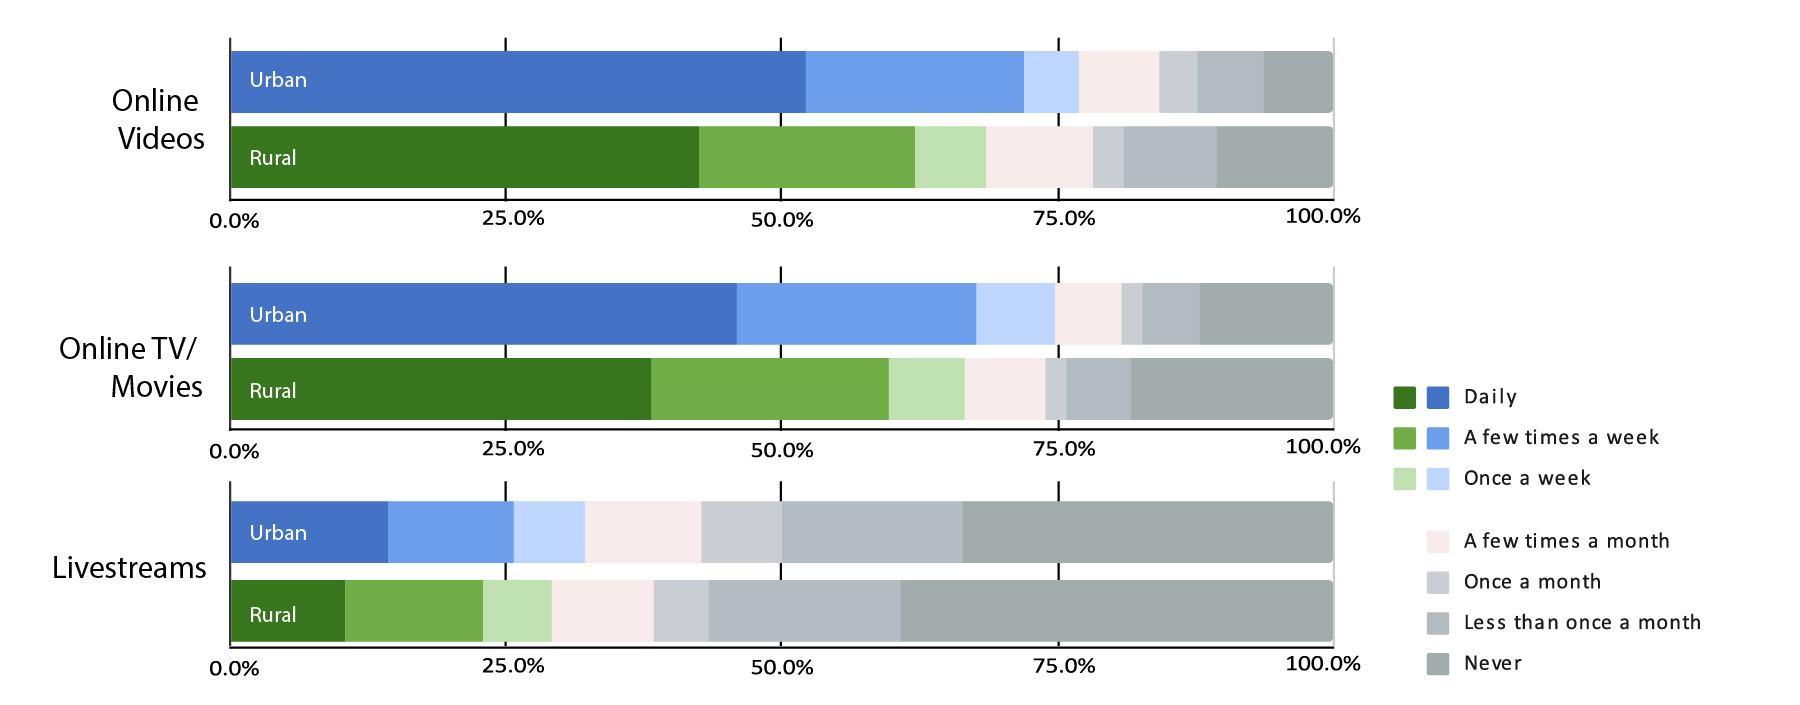 Online
Videos
Urban
Rural
0.0% 25.0% 50.0% 75.0% 100.0%
Online TV/
Movies
Urban
Rural
0.0% 25.0% 50.0% 75.0% 100.0%
Livestreams
Urban
Rural
0.0% 25.0% 50.0% 75.0% 100.0%
Daily
A few times a week
Once a week
A few times a month
Once a month
Less than once a month
Never